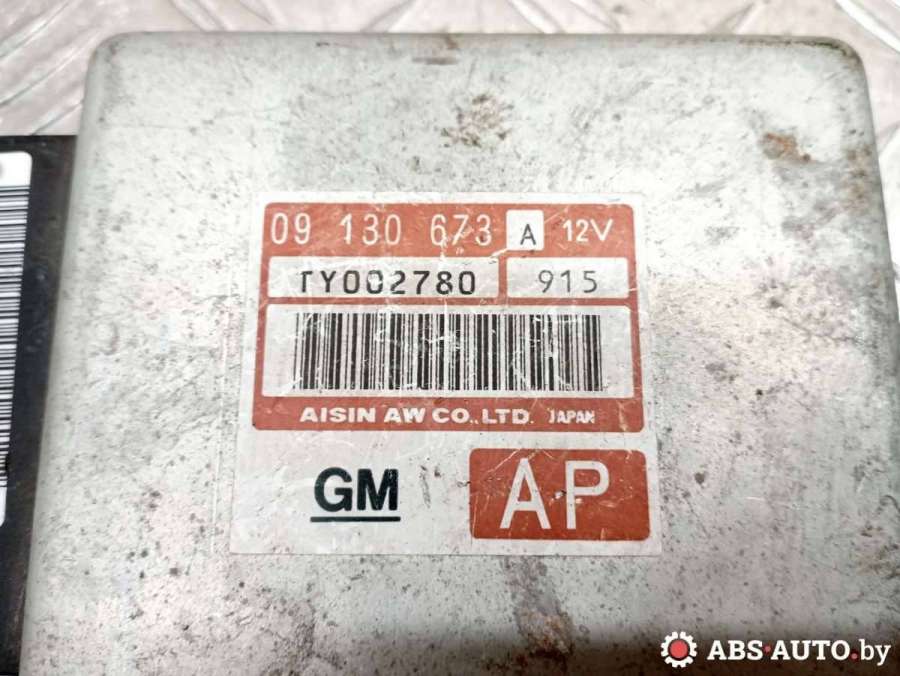 09 130 673 A 12V
TY002780 915
AISIN AW CO., LTD. JAPAN
GM AP
ABS-AUTO.by